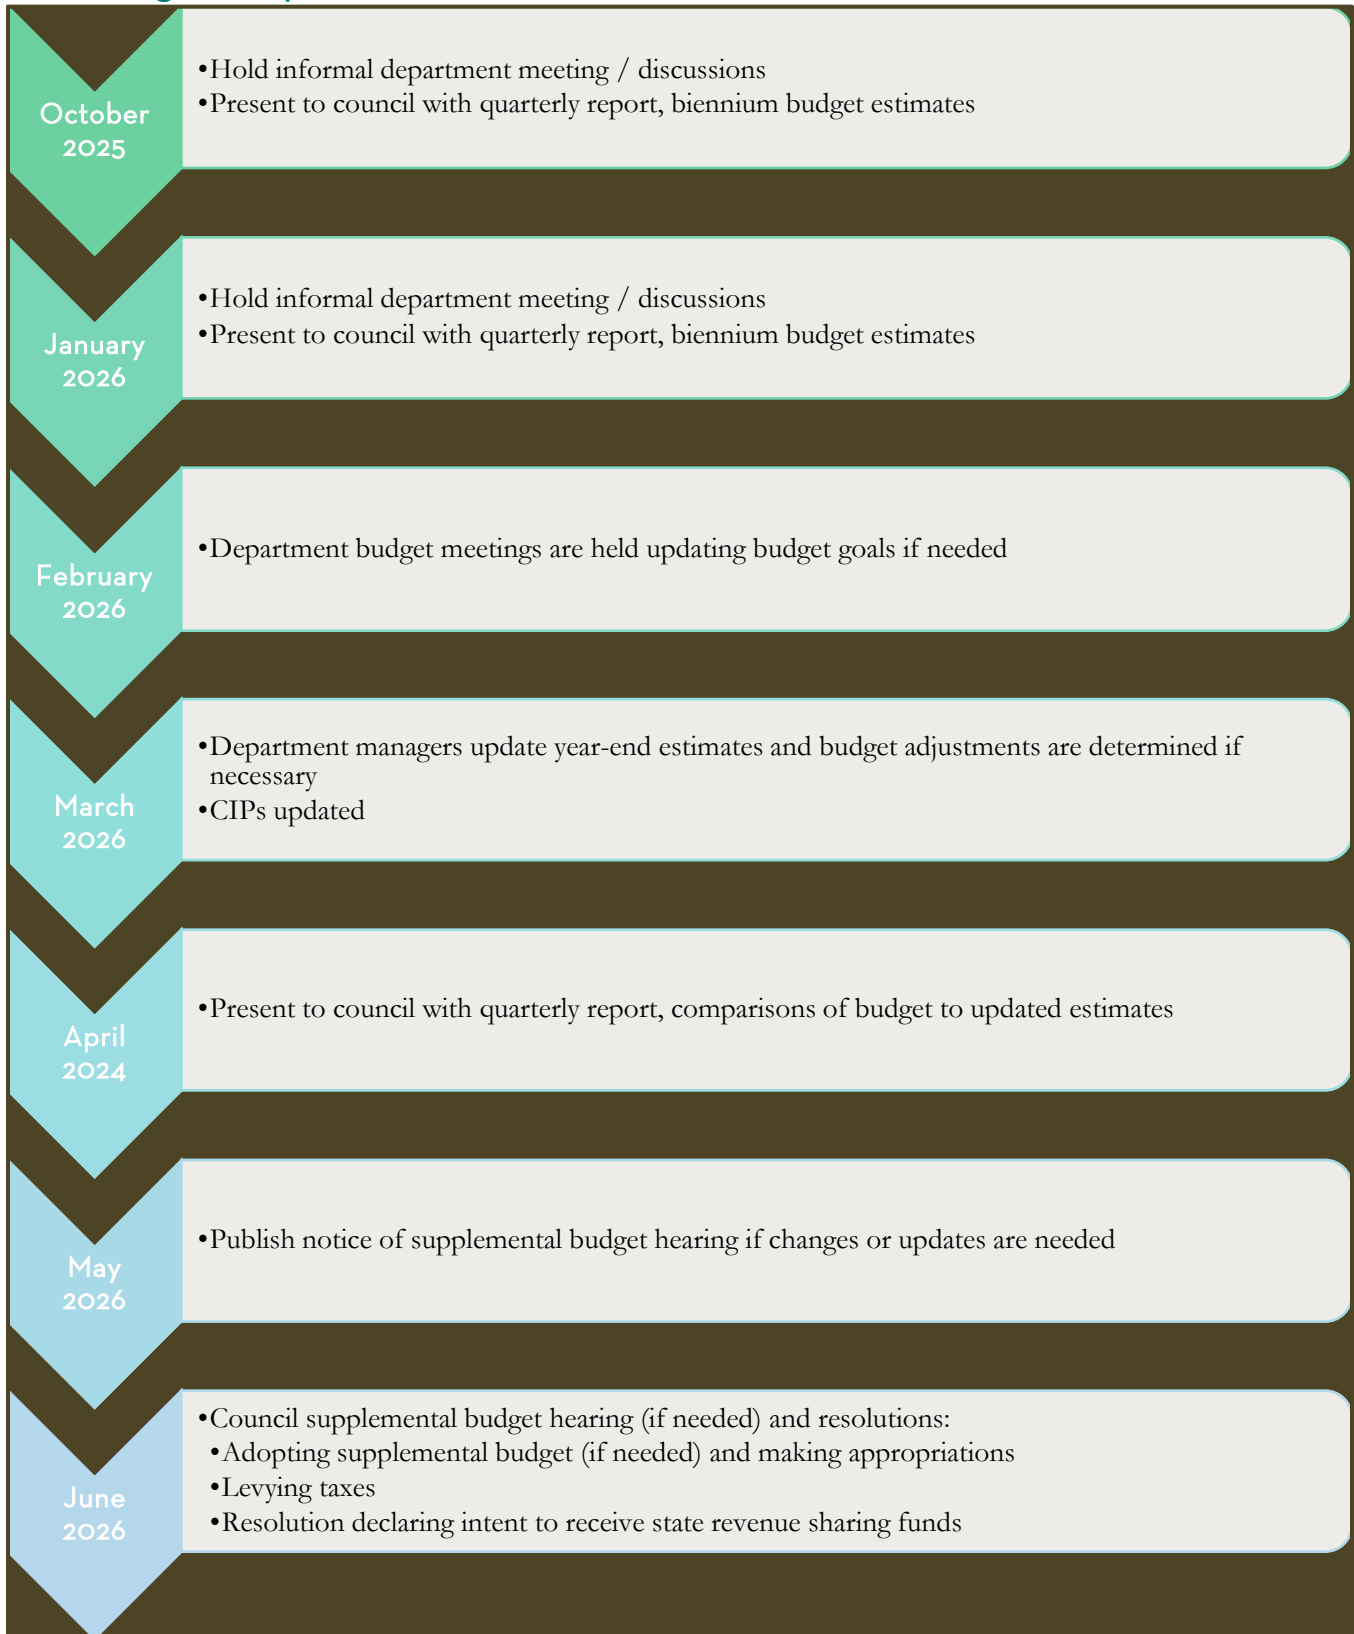 October
2025
•Hold informal department meeting / discussions
•Present to council with quarterly report, biennium budget estimates
January
2026
•Hold informal department meeting / discussions
•Present to council with quarterly report, biennium budget estimates
February
2026
•Department budget meetings are held updating budget goals if needed
March
2026
•Department managers update year-end estimates and budget adjustments are determined if
necessary
•CIPs updated
April
2024
•Present to council with quarterly report, comparisons of budget to updated estimates
May
2026
•Publish notice of supplemental budget hearing if changes or updates are needed
June
2026
•Council supplemental budget hearing (if needed) and resolutions:
•Adopting supplemental budget (if needed) and making appropriations
•Levying taxes
•Resolution declaring intent to receive state revenue sharing funds